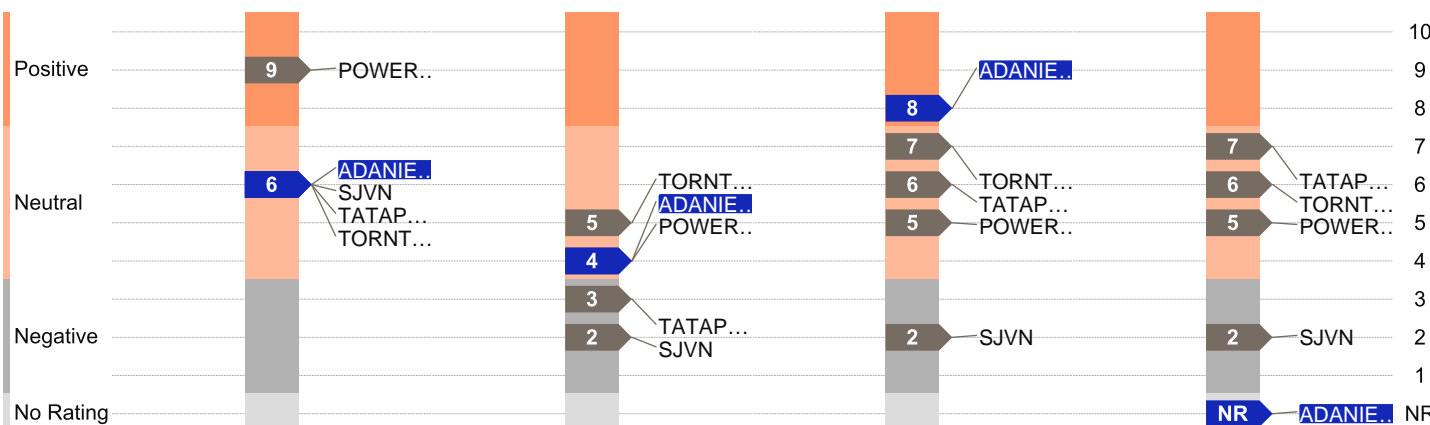 10
Positive 9 POWER.. 9
8 ADANIE.. 8
7 7 7
Neutral 6 ADANIE.. SJVN TATAP... TORNT... 5 TORNT... ADANIE.. POWER.. 6 TORNT... TATAP... POWER.. 6 TATAP... TORNT... POWER.. 6
5 5 5
4 4
3 3
Negative 2 TATAP... SJVN 2 SJVN 2 SJVN 2
1
No Rating NR ADANIE.. NR